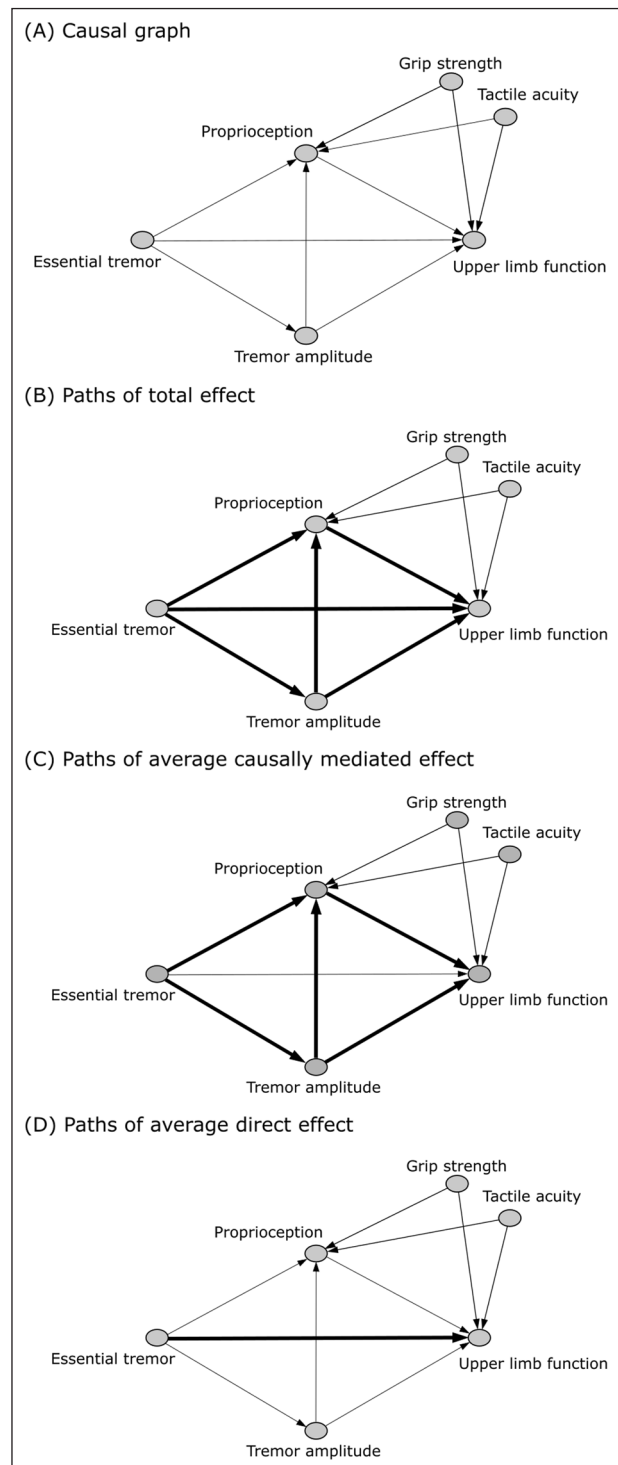 (A) Causal graph
Grip strength
Tactile acuity
Proprioception
Essential tremor
Upper limb function
Tremor amplitude
(B) Paths of total effect
Grip strength
Tactile acuity
Proprioception
Essential tremor
Upper limb function
Tremor amplitude
(C) Paths of average causally mediated effect
Grip strength
Tactile acuity
Proprioception
Essential tremor
Upper limb function
Tremor amplitude
(D) Paths of average direct effect
Grip strength
Tactile acuity
Proprioception
Essential tremor
Upper limb function
Tremor amplitude